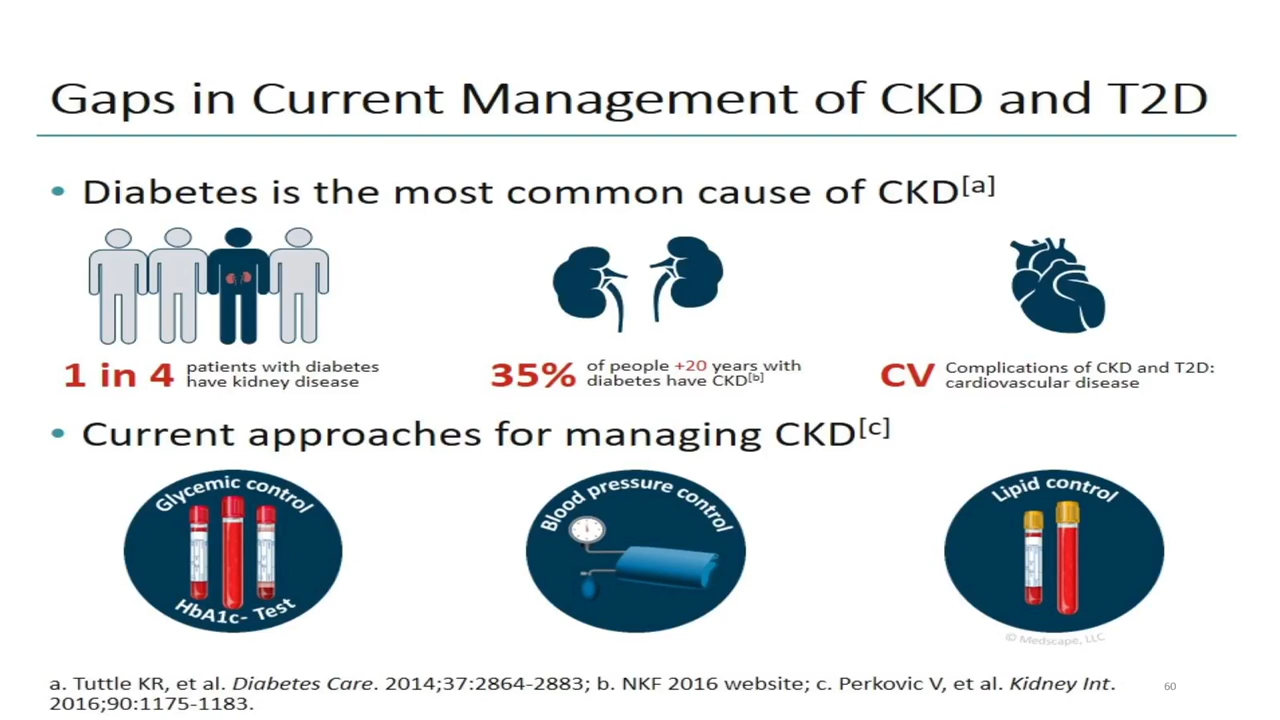 Gaps in Current Management of CKD and T2D
• Diabetes is the most common cause of CKD[a]
1 in 4 patients with diabetes
have kidney disease
35% of people +20 years with
diabetes have CKD[b]
CV Complications of CKD and T2D:
cardiovascular disease
• Current approaches for managing CKD[c]
Glycemic control
HbA1c- Test
Blood pressure control
Lipid control
© Medscape, LLC
a. Tuttle KR, et al. Diabetes Care. 2014;37:2864-2883; b. NKF 2016 website; c. Perkovic V, et al. Kidney Int.
2016;90:1175-1183.
60